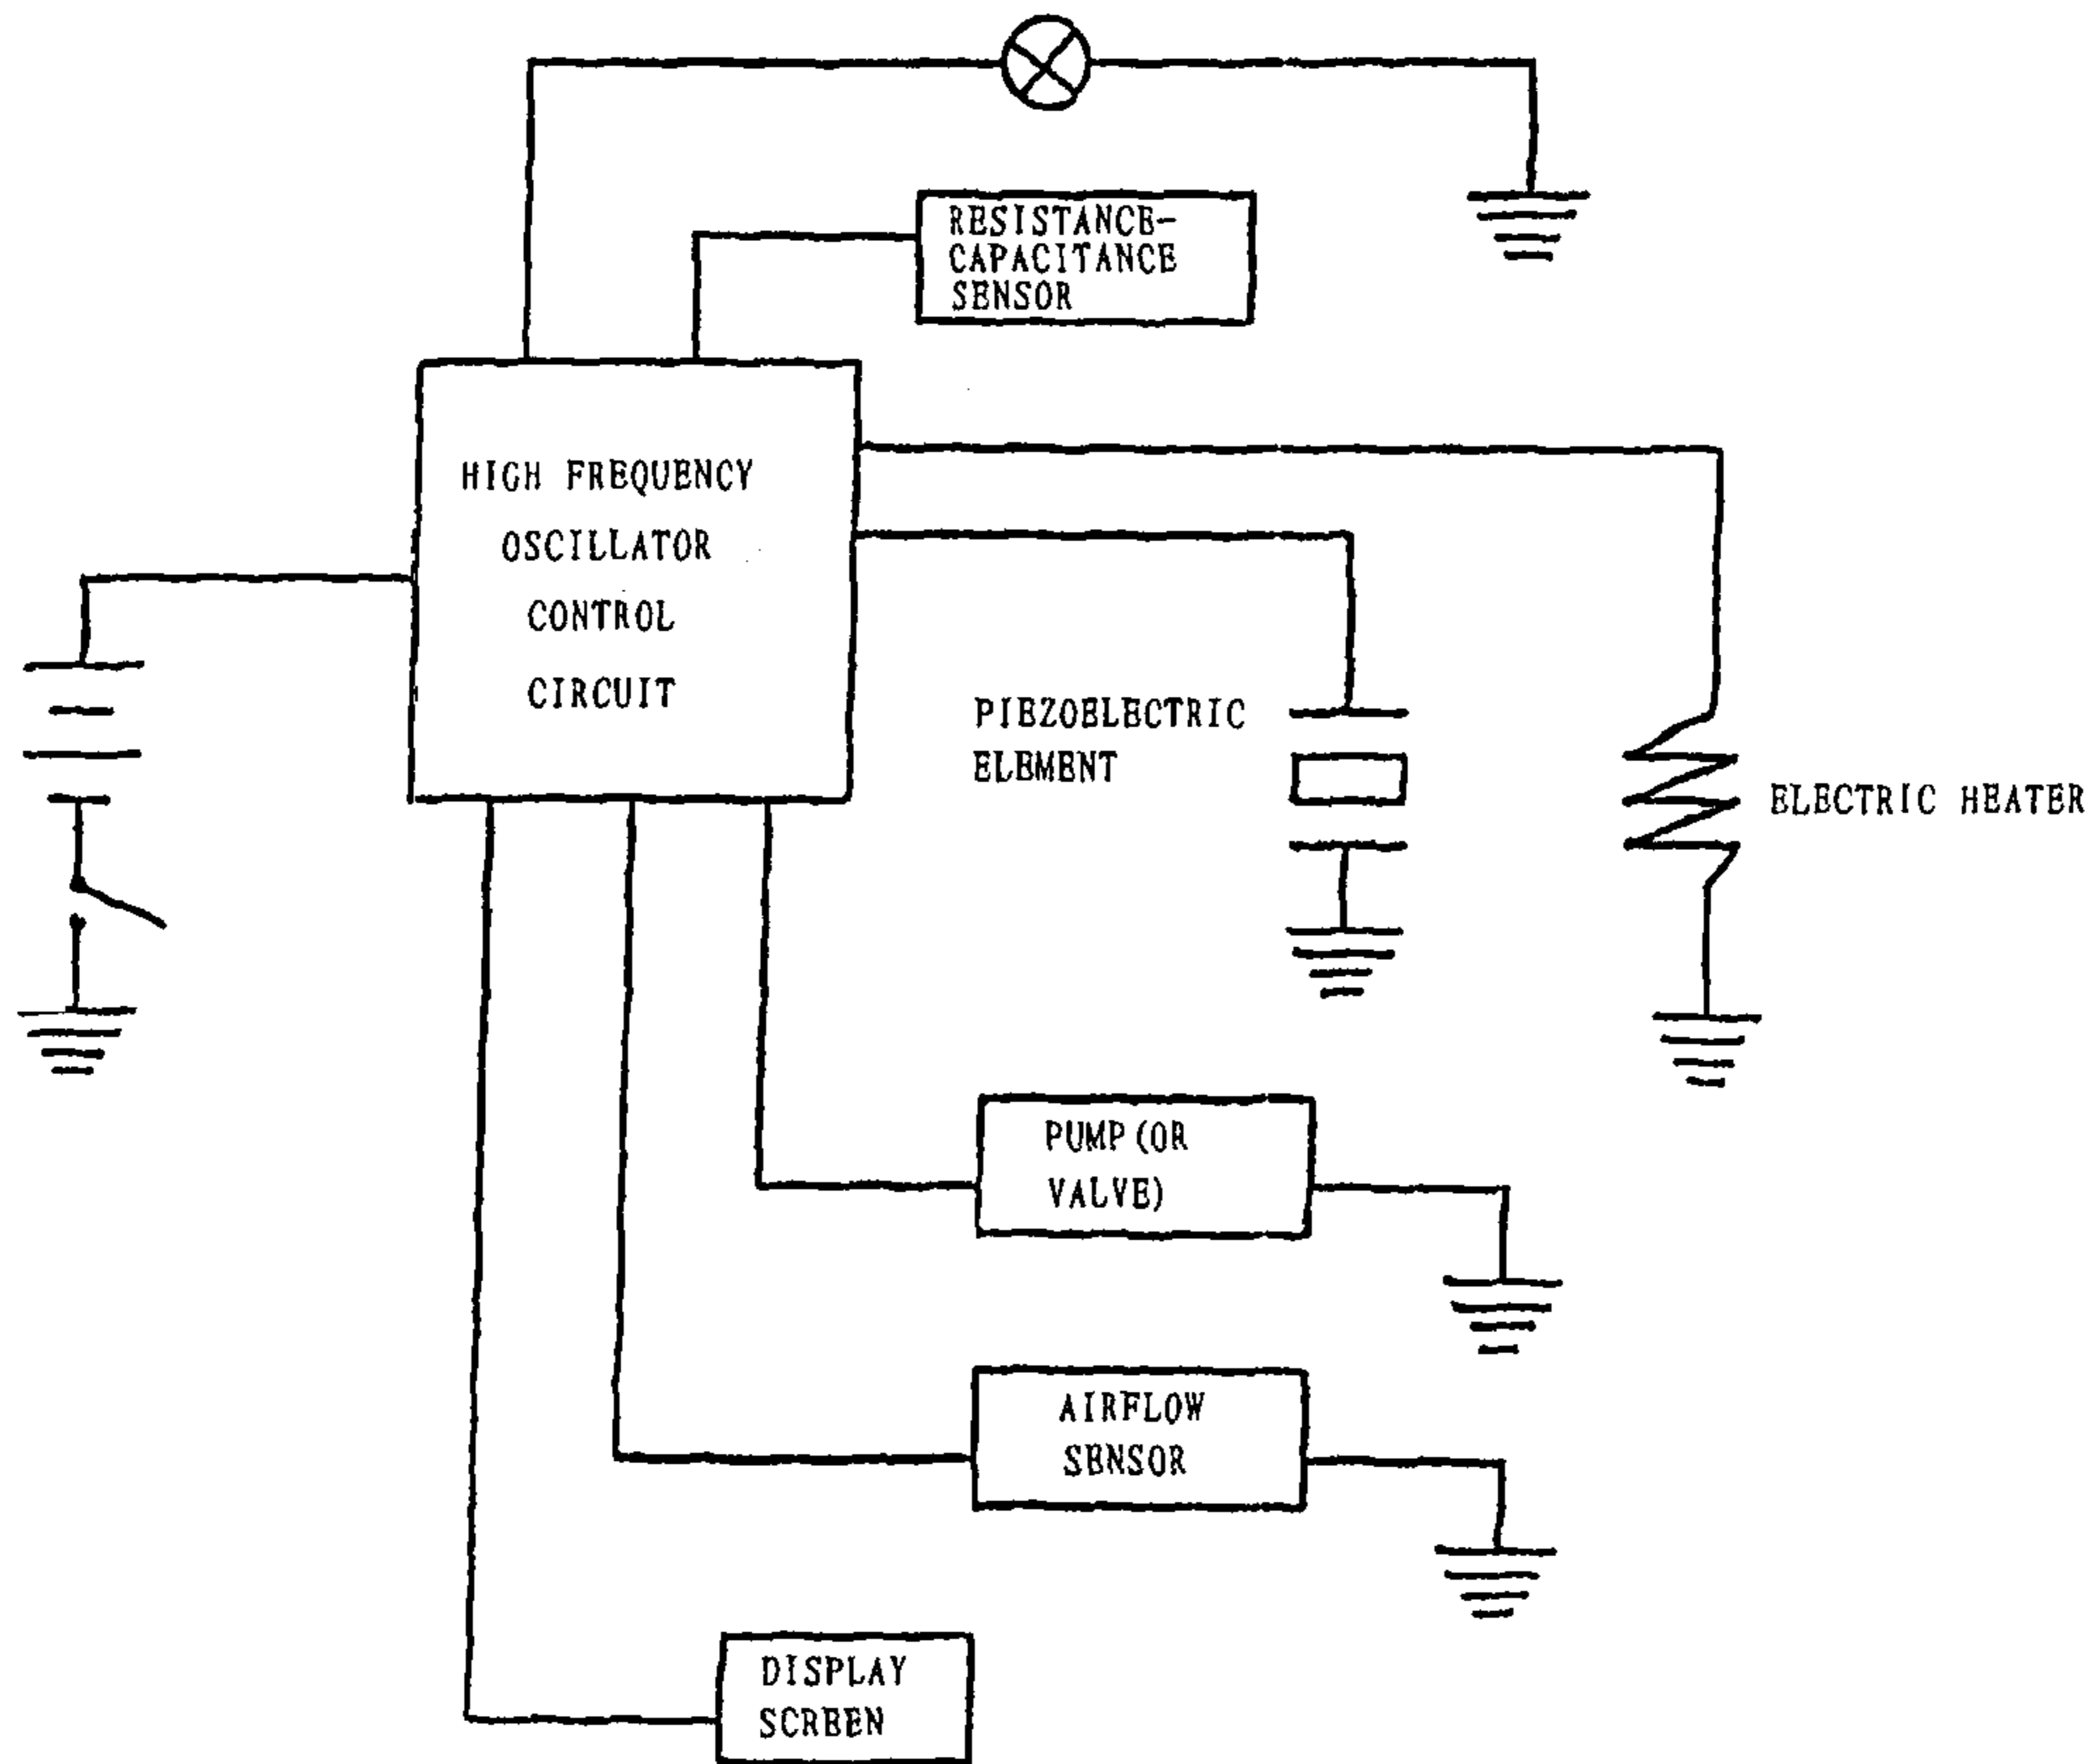 RESISTANCE-
CAPACITANCE
SENSOR
HIGH FREQUENCY
OSCILLATOR
CONTROL
CIRCUIT
PIEZOELECTRIC
ELEMENT
ELECTRIC HEATER
PUMP(OR
VALVE)
AIRFLOW
SENSOR
DISPLAY
SCREEN